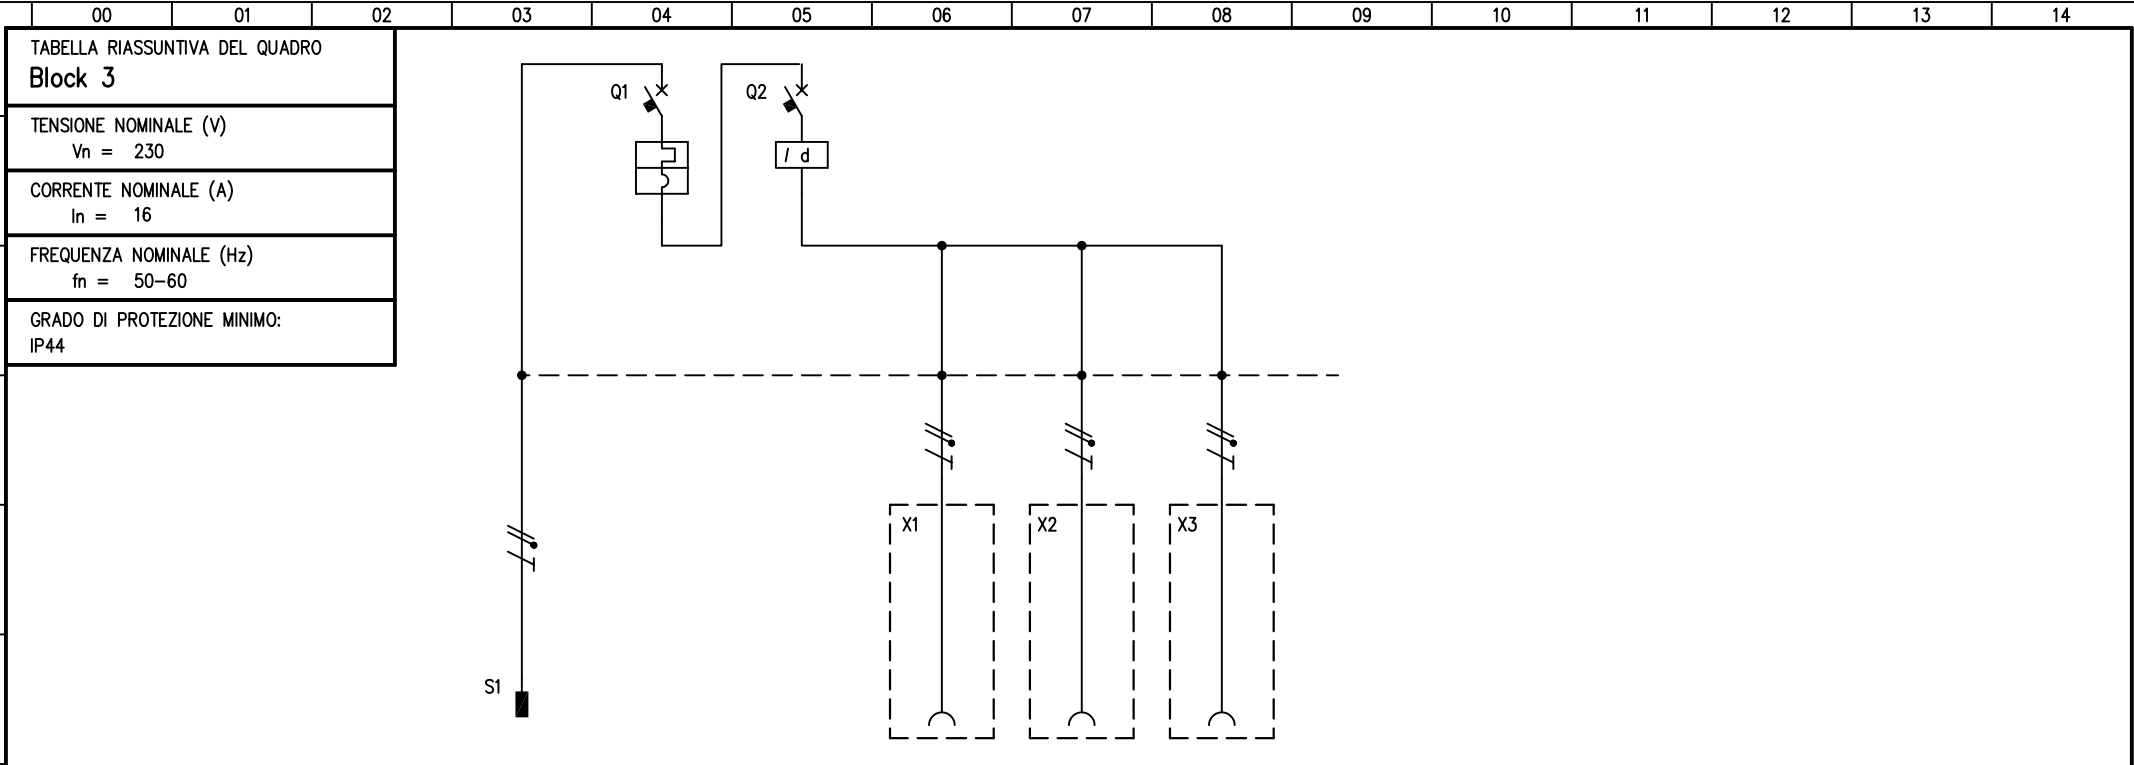 00 01 02 03 04 05 06 07 08 09 10 11 12 13 14
TABELLA RIASSUNTIVA DEL QUADRO
Block 3
TENSIONE NOMINALE (V)
Vn = 230
CORRENTE NOMINALE (A)
In = 16
FREQUENZA NOMINALE (Hz)
fn = 50-60
GRADO DI PROTEZIONE MINIMO:
IP44
Q1
Q2
I d
X1
X2
X3
S1